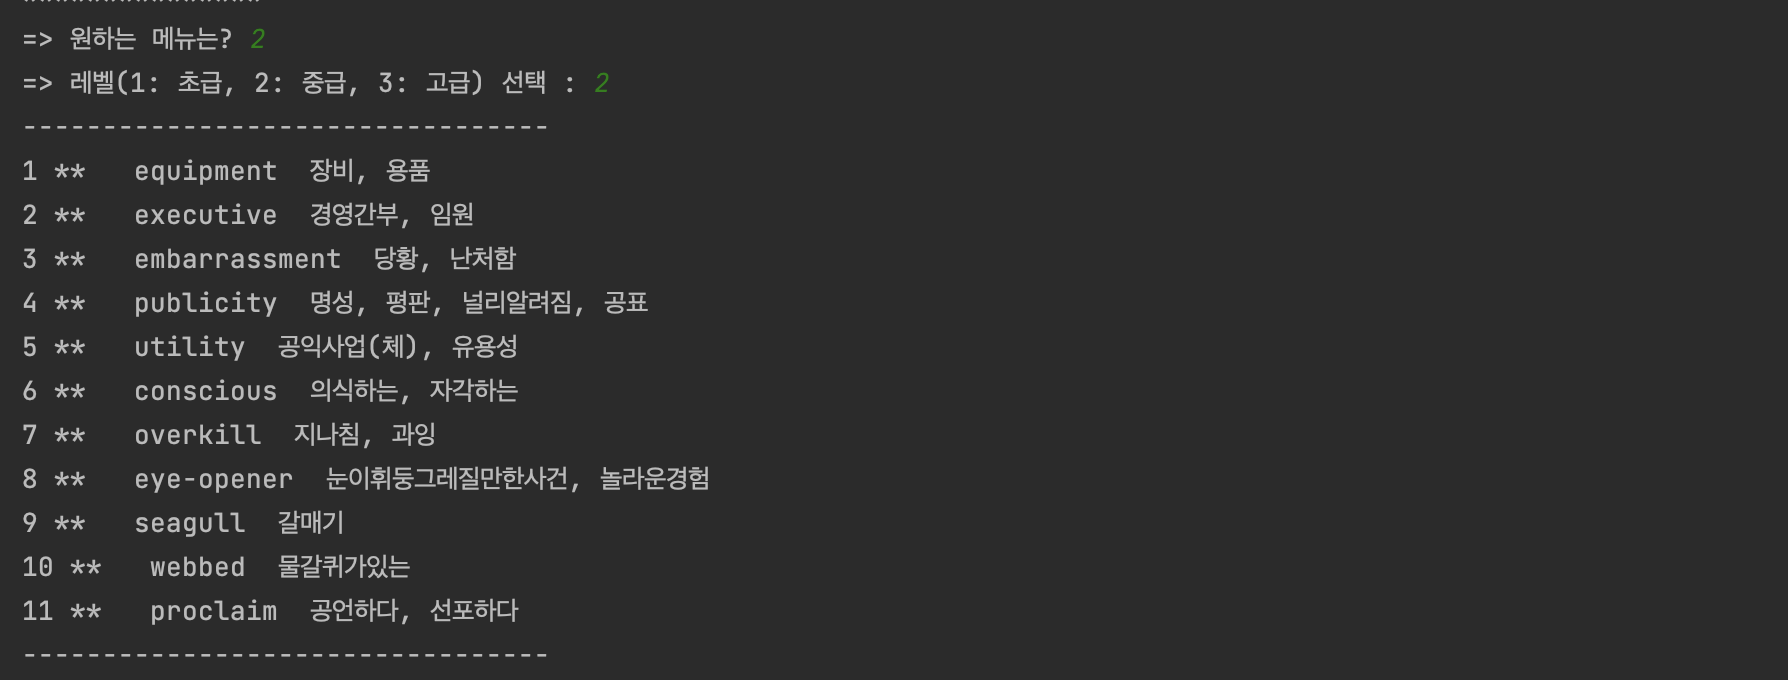 => 원하는 메뉴는? 2
=> 레벨(1: 초급, 2: 중급, 3: 고급) 선택 : 2
---------------------------------
1 **   equipment  장비, 용품
2 **   executive  경영간부, 임원
3 **   embarrassment  당황, 난처함
4 **   publicity  명성, 평판, 널리알려짐, 공표
5 **   utility  공익사업(체), 유용성
6 **   conscious  의식하는, 자각하는
7 **   overkill  지나침, 과잉
8 **   eye-opener  눈이휘둥그레질만한사건, 놀라운경험
9 **   seagull  갈매기
10 **   webbed  물갈퀴가있는
11 **   proclaim  공언하다, 선포하다
---------------------------------